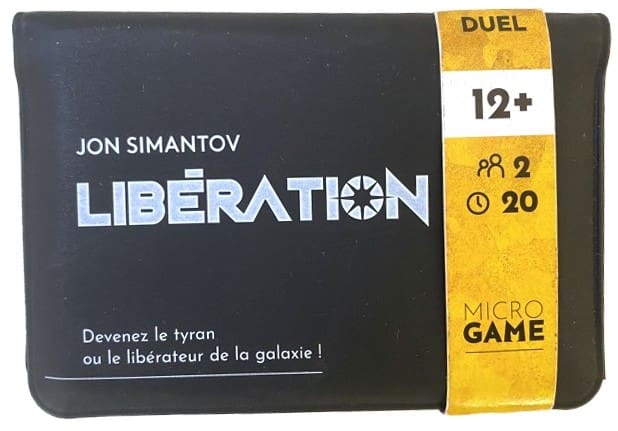 JON SIMANTOV
LIBÉRATION
Devenez le tyran
ou le libérateur de la galaxie !
DUEL
12+
2
20
MICRO
GAME